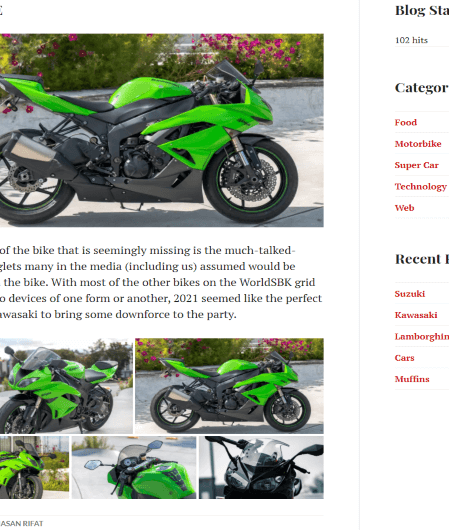 E
of the bike that is seemingly missing is the much-talked-
glets many in the media (including us) assumed would be
the bike. With most of the other bikes on the WorldSBK grid
o devices of one form or another, 2021 seemed like the perfect
awasaki to bring some downforce to the party.
ASAN RIFAT
Blog Sta
102 hits
Categor
Food
Motorbike
Super Car
Technology
Web
Recent P
Suzuki
Kawasaki
Lamborghin
Cars
Muffins